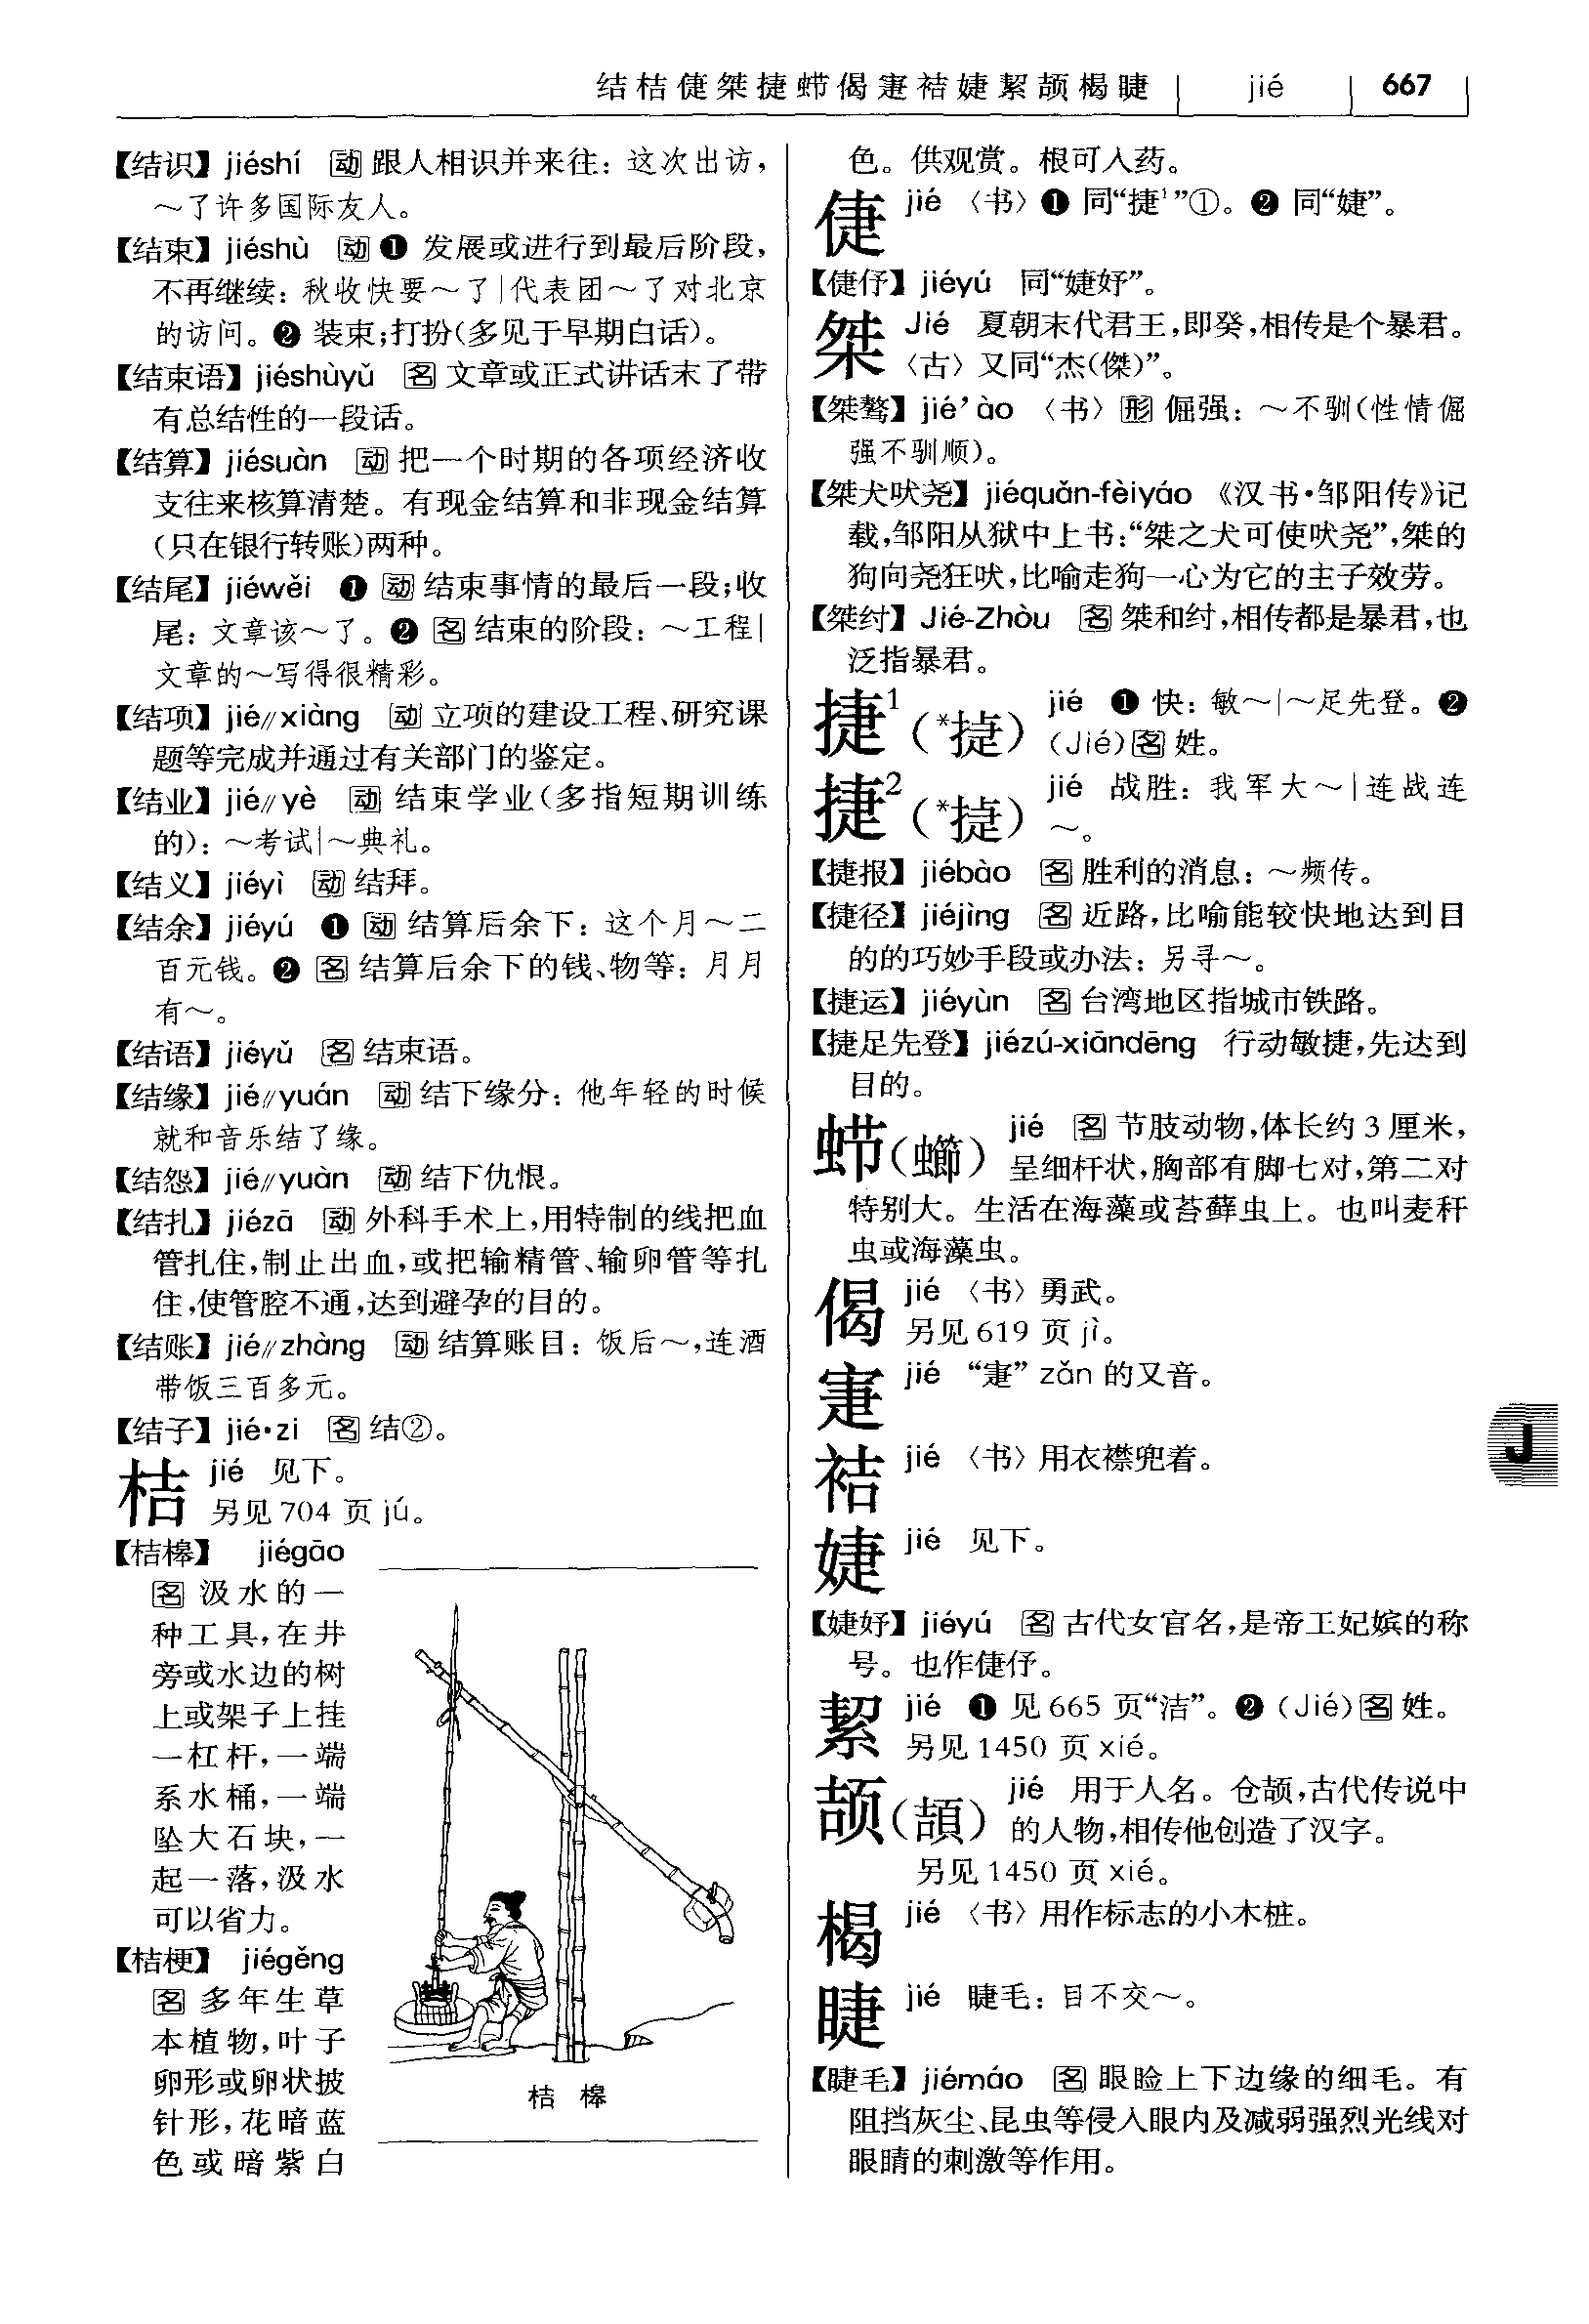 结桔倢桀捷蝍偈寁袺婕絜颉楬睫 jié 667
【结识】jiéshí 动 跟人相识并来往：这次出访，
～了许多国际友人。
【结束】jiéshù 动 ❶ 发展或进行到最后阶段，
不再继续：秋收快要～了|代表团～了对北京
的访问。❷ 装束;打扮(多见于早期白话)。
【结束语】jiéshùyǔ 名 文章或正式讲话末了带
有总结性的一段话。
【结算】jiésuàn 动 把一个时期的各项经济收
支往来核算清楚。有现金结算和非现金结算
(只在银行转账)两种。
【结尾】jiéwěi ❶ 动 结束事情的最后一段;收
尾：文章该～了。❷ 名 结束的阶段：～工程|
文章的～写得很精彩。
【结项】jié//xiàng 动 立项的建设工程、研究课
题等完成并通过有关部门的鉴定。
【结业】jié//yè 动 结束学业(多指短期训练
的)：～考试|～典礼。
【结义】jiéyì 动 结拜。
【结余】jiéyú ❶ 动 结算后余下：这个月～二
百元钱。❷ 名 结算后余下的钱、物等：月月
有～。
【结语】jiéyǔ 名 结束语。
【结缘】jié//yuán 动 结下缘分：他年轻的时候
就和音乐结了缘。
【结怨】jié//yuàn 动 结下仇恨。
【结扎】jiézā 动 外科手术上,用特制的线把血
管扎住,制止出血,或把输精管、输卵管等扎
住,使管腔不通,达到避孕的目的。
【结账】jié//zhàng 动 结算账目：饭后～,连酒
带饭三百多元。
【结子】jié·zi 名 结②。
桔 jié 见下。
另见 704 页 jú。
【桔槔】 jiégāo
名 汲水的一
种工具,在井
旁或水边的树
上或架子上挂
一杠杆,一端
系水桶,一端
坠大石块,一
起一落,汲水
可以省力。
【桔梗】 jiégěng
名 多年生草
本植物,叶子
卵形或卵状披
针形,花暗蓝
色或暗紫白
桔 槔
色。供观赏。根可入药。
倢 jié 〈书〉❶ 同“捷¹”①。❷ 同“婕”。
【倢伃】jiéyú 同“婕妤”。
桀 Jié 夏朝末代君王,即癸,相传是个暴君。
〈古〉又同“杰(傑)”。
【桀骜】jié’ào 〈书〉形 倔强：～不驯(性情倔
强不驯顺)。
【桀犬吠尧】jiéquǎn-fèiyáo 《汉书·邹阳传》记
载,邹阳从狱中上书:“桀之犬可使吠尧”,桀的
狗向尧狂吠,比喻走狗一心为它的主子效劳。
【桀纣】Jié-Zhòu 名 桀和纣,相传都是暴君,也
泛指暴君。
捷¹(*捷) jié ❶ 快：敏～|～足先登。❷
(Jié)名 姓。
捷²(*捷) jié 战胜：我军大～|连战连
～。
【捷报】jiébào 名 胜利的消息：～频传。
【捷径】jiéjìng 名 近路,比喻能较快地达到目
的的巧妙手段或办法：另寻～。
【捷运】jiéyùn 名 台湾地区指城市铁路。
【捷足先登】jiézú-xiāndēng 行动敏捷,先达到
目的。
(蠞) jié 名 节肢动物,体长约 3 厘米,
呈细杆状,胸部有脚七对,第二对
特别大。生活在海藻或苔藓虫上。也叫麦秆
虫或海藻虫。
偈 jié 〈书〉勇武。
另见 619 页 jì。
寁 jié “寁” zǎn 的又音。
袺 jié 〈书〉用衣襟兜着。
婕 jié 见下。
【婕妤】jiéyú 名 古代女官名,是帝王妃嫔的称
号。也作倢伃。
絜 jié ❶ 见 665 页“洁”。❷ (Jié)名 姓。
另见 1450 页 xié。
颉(頡) jié 用于人名。仓颉,古代传说中
的人物,相传他创造了汉字。
另见 1450 页 xié。
楬 jié 〈书〉用作标志的小木桩。
睫 jié 睫毛：目不交～。
【睫毛】jiémáo 名 眼睑上下边缘的细毛。有
阻挡灰尘、昆虫等侵入眼内及减弱强烈光线对
眼睛的刺激等作用。
J